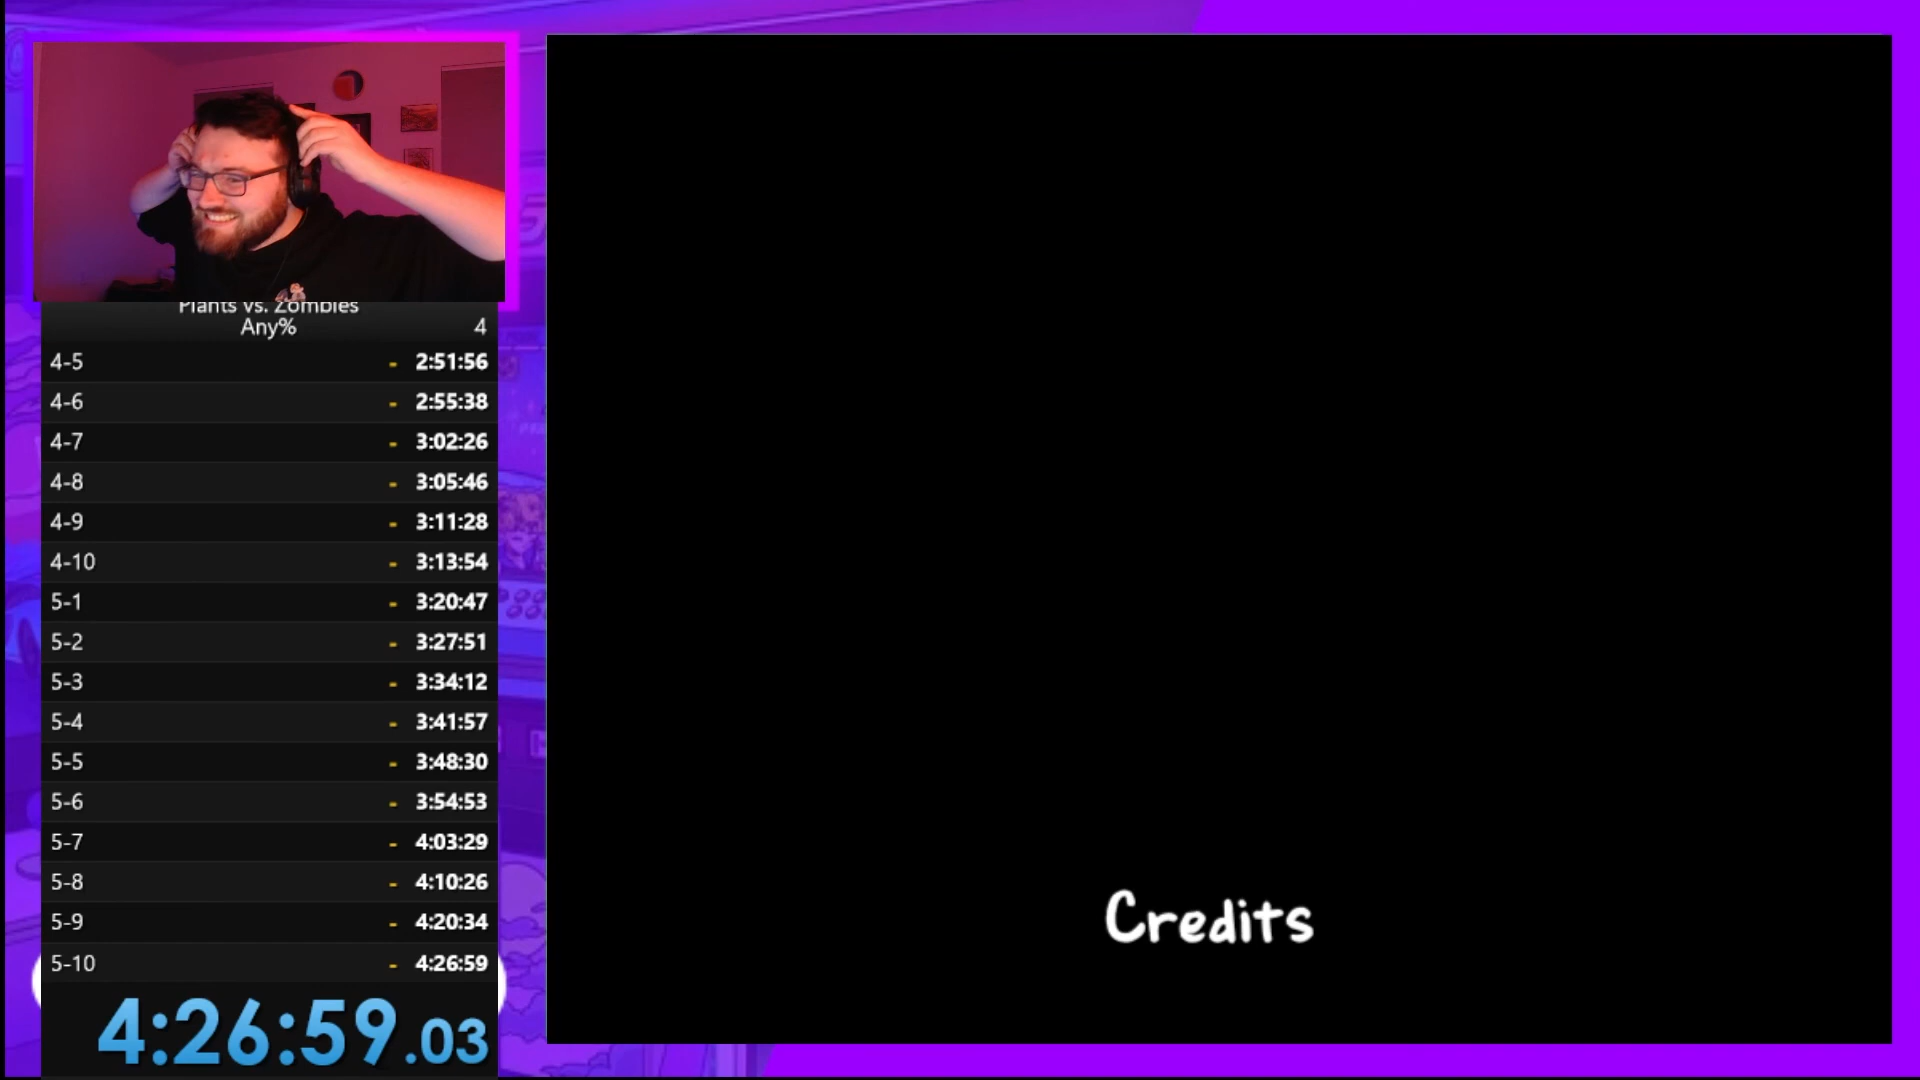 Plants vs. Zombies
Any% 4
4-5 - 2:51:56
4-6 - 2:55:38
4-7 - 3:02:26
4-8 - 3:05:46
4-9 - 3:11:28
4-10 - 3:13:54
5-1 - 3:20:47
5-2 - 3:27:51
5-3 - 3:34:12
5-4 - 3:41:57
5-5 - 3:48:30
5-6 - 3:54:53
5-7 - 4:03:29
5-8 - 4:10:26
5-9 - 4:20:34
5-10 - 4:26:59
4:26:59.03
Credits